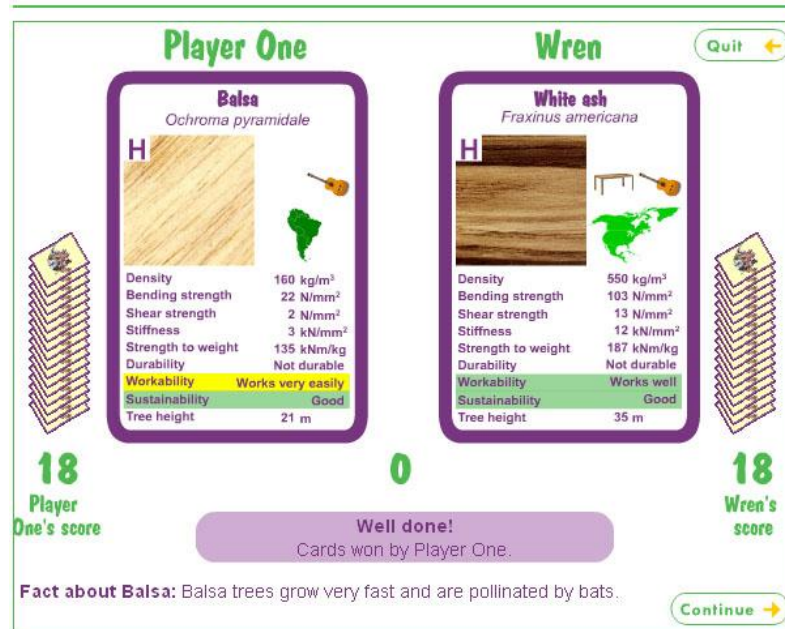 Player One
Wren
Quit
Balsa
Ochroma pyramidale
H
Density 160 kg/m³
Bending strength 22 N/mm²
Shear strength 2 N/mm²
Stiffness 3 kN/mm²
Strength to weight 135 kNm/kg
Durability Not durable
Workability Works very easily
Sustainability Good
Tree height 21 m
White ash
Fraxinus americana
H
Density 550 kg/m³
Bending strength 103 N/mm²
Shear strength 13 N/mm²
Stiffness 12 kN/mm²
Strength to weight 187 kNm/kg
Durability Not durable
Workability Works well
Sustainability Good
Tree height 35 m
18
Player
One's score
0
18
Wren's
score
Well done!
Cards won by Player One.
Fact about Balsa: Balsa trees grow very fast and are pollinated by bats.
Continue